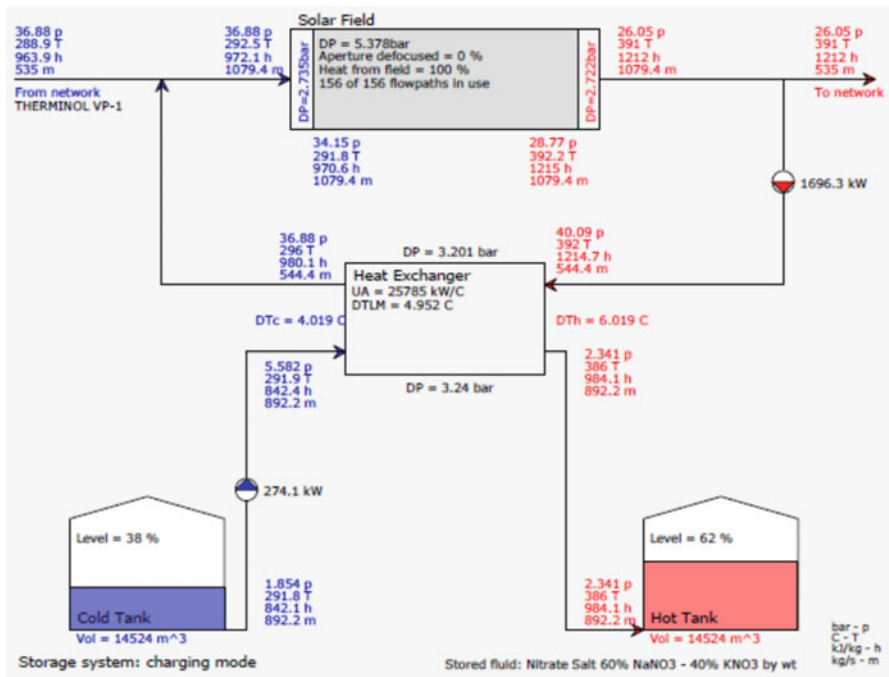 Solar Field
36.88 p
288.9 T
963.9 h
535 m
36.88 p
292.5 T
972.1 h
1079.4 m
DP=2.735bar
DP = 5.378bar
Aperture defocused = 0 %
Heat from field = 100 %
156 of 156 flowpaths in use
DP=2.722bar
26.05 p
391 T
1212 h
1079.4 m
26.05 p
391 T
1212 h
535 m
From network
THERMINOL VP-1
To network
34.15 p
291.8 T
970.6 h
1079.4 m
28.77 p
392.2 T
1215 h
1079.4 m
1696.3 kW
36.88 p
296 T
980.1 h
544.4 m
DP = 3.201 bar
40.09 p
392 T
1214.7 h
544.4 m
Heat Exchanger
UA = 25785 kW/C
DTLM = 4.952 C
DTc = 4.019 C
DTh = 6.019 C
5.582 p
291.9 T
842.4 h
892.2 m
DP = 3.24 bar
2.341 p
386 T
984.1 h
892.2 m
274.1 kW
Level = 38 %
Level = 62 %
1.854 p
291.8 T
842.1 h
892.2 m
2.341 p
386 T
984.1 h
892.2 m
Cold Tank
Vol = 14524 m^3
Hot Tank
Vol = 14524 m^3
bar - p
C - T
kJ/kg - h
kg/s - m
Storage system: charging mode
Stored fluid: Nitrate Salt 60% NaNO3 - 40% KNO3 by wt